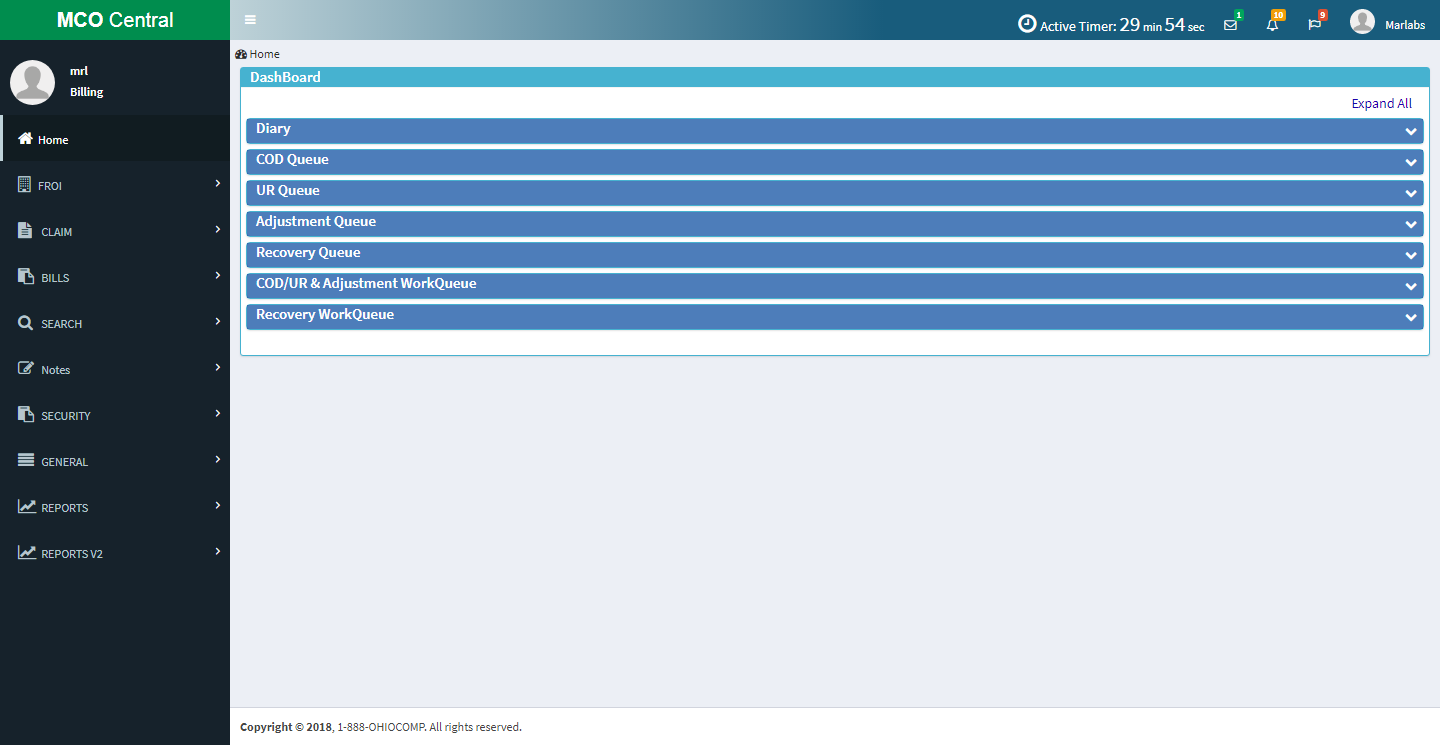 MCO Central
Active Timer: 29 min 54 sec
1
10
9
Marlabs
mrl
Billing
Home
FROI
CLAIM
BILLS
SEARCH
Notes
SECURITY
GENERAL
REPORTS
REPORTS V2
Home
DashBoard
Expand All
Diary
COD Queue
UR Queue
Adjustment Queue
Recovery Queue
COD/UR & Adjustment WorkQueue
Recovery WorkQueue
Copyright © 2018, 1-888-OHIOCOMP. All rights reserved.